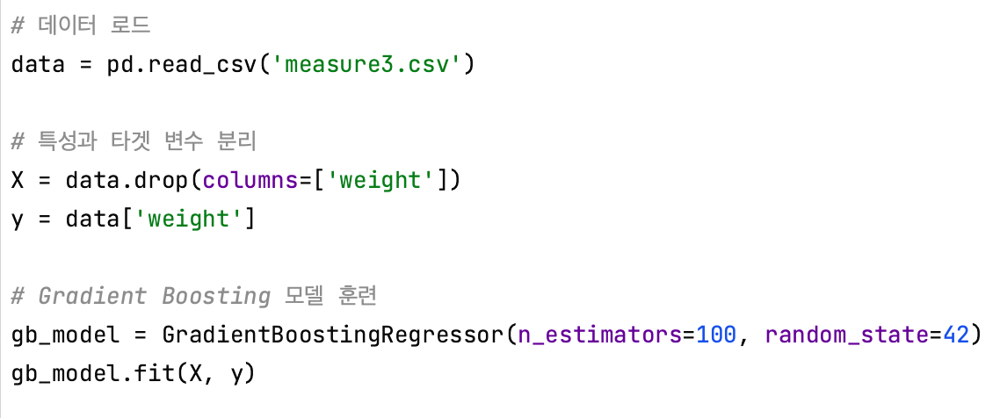 # 데이터 로드
data = pd.read_csv('measure3.csv')
# 특성과 타겟 변수 분리
X = data.drop(columns=['weight'])
y = data['weight']
# Gradient Boosting 모델 훈련
gb_model = GradientBoostingRegressor(n_estimators=100, random_state=42)
gb_model.fit(X, y)